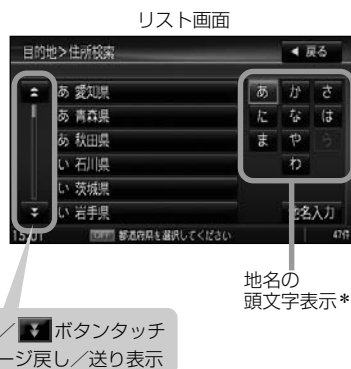 リスト画面
目的地>住所検索
◀ 戻る
あ 愛知県
あ 青森県
あ 秋田県
い 石川県
い 茨城県
い 岩手県
あ か さ
た な は
ま や ら
わ
地名入力
15:01 OFF 都道府県を選択してください 47件
地名の
頭文字表示*
／ ボタンタッチ
ージ戻し／送り表示